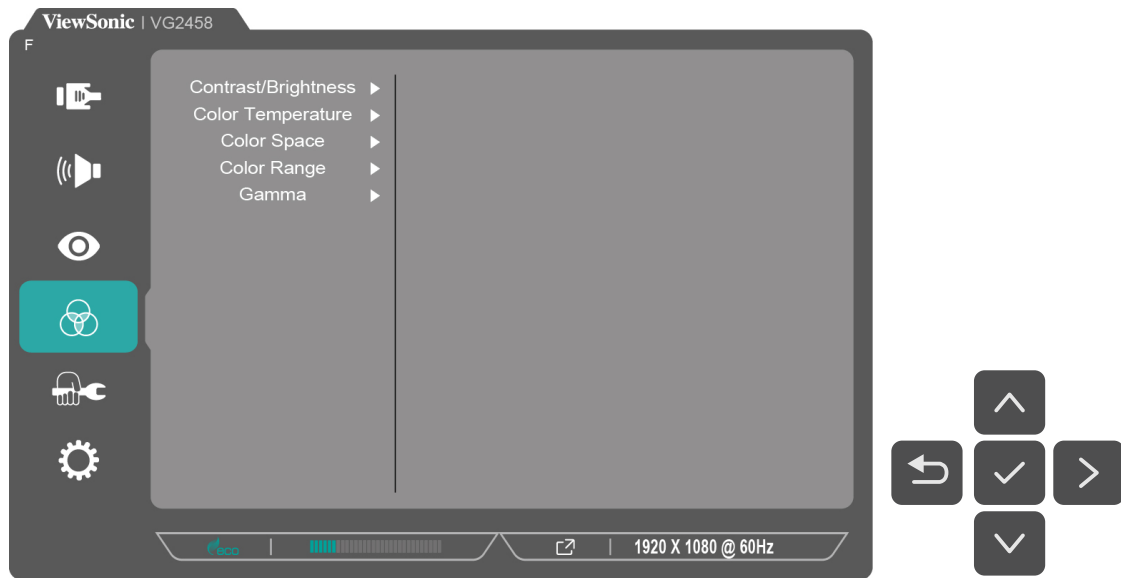 ViewSonic | VG2458
F
Contrast/Brightness
Color Temperature
Color Space
Color Range
Gamma
eco | 1920 X 1080 @ 60Hz